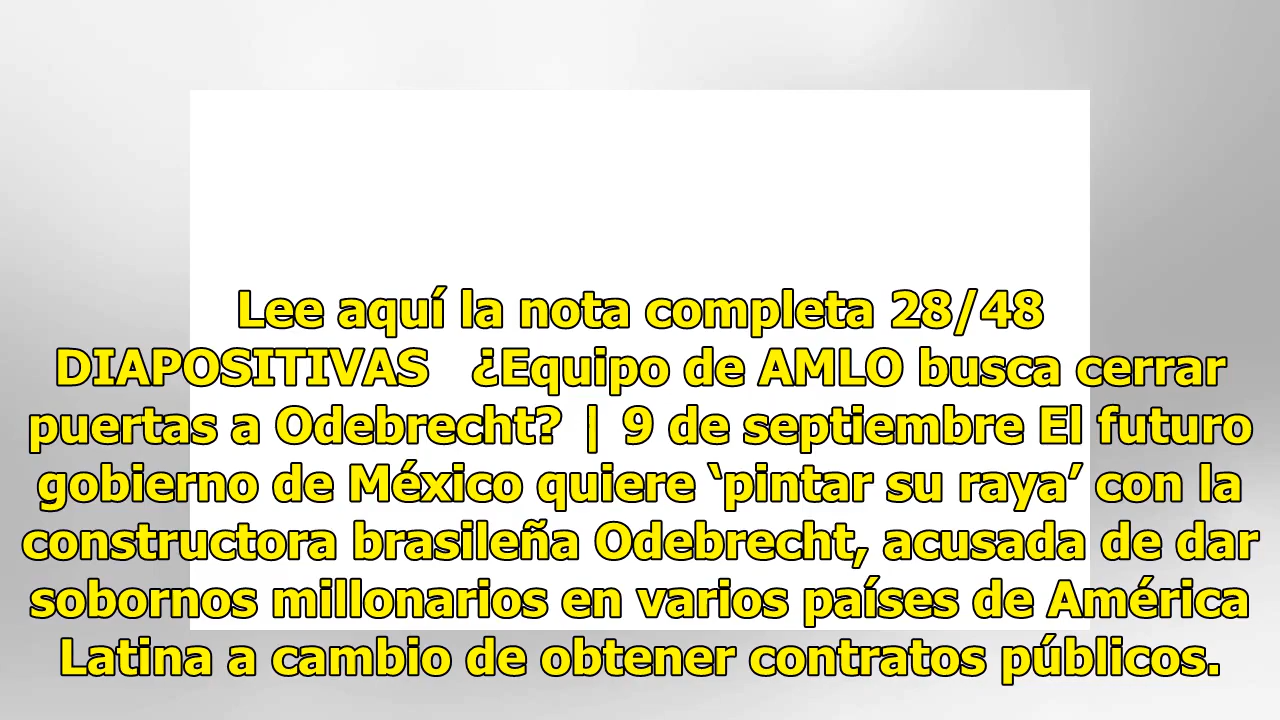 Lee aquí la nota completa 28/48
DIAPOSITIVAS   ¿Equipo de AMLO busca cerrar
puertas a Odebrecht? | 9 de septiembre El futuro
gobierno de México quiere ‘pintar su raya’ con la
constructora brasileña Odebrecht, acusada de dar
sobornos millonarios en varios países de América
Latina a cambio de obtener contratos públicos.